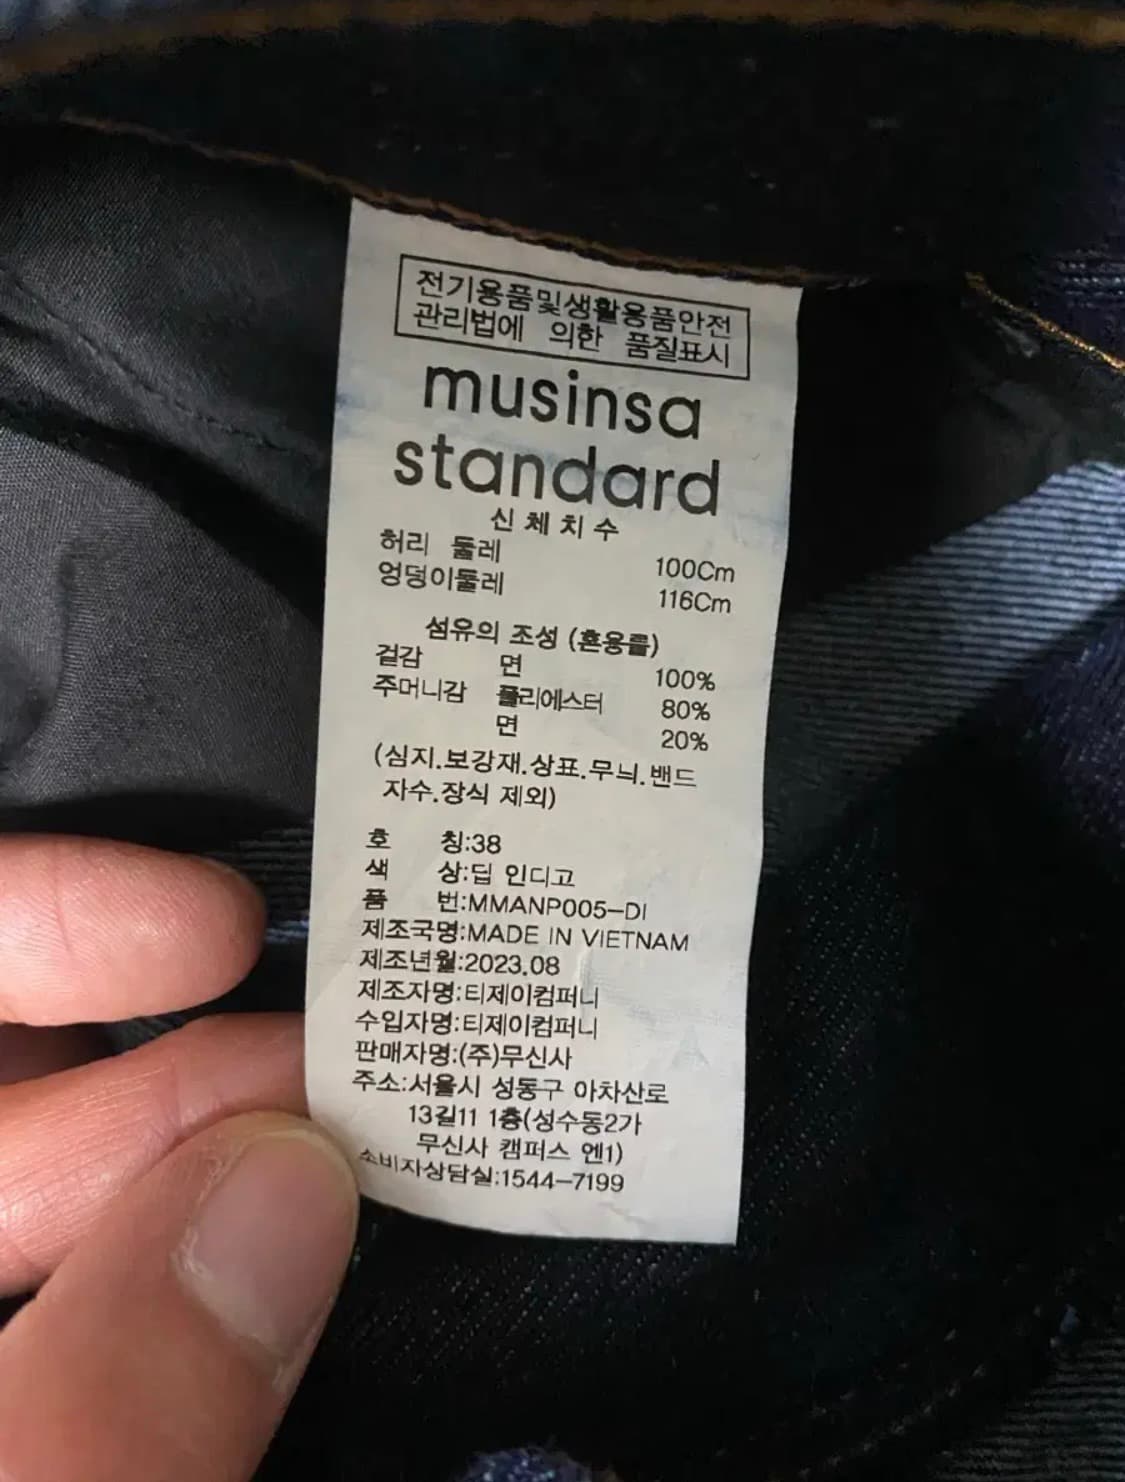 전기용품및생활용품안전
관리법에 의한 품질표시
musinsa
standard
신체치수
허리 둘레 100Cm
엉덩이둘레 116Cm
섬유의 조성 (혼용률)
겉감 면 100%
주머니감 폴리에스터 80%
면 20%
(심지.보강재.상표.무늬.밴드
자수.장식 제외)
호 칭:38
색 상:딥 인디고
품 번:MMANP005-DI
제조국명:MADE IN VIETNAM
제조년월:2023.08
제조자명:티제이컴퍼니
수입자명:티제이컴퍼니
판매자명:(주)무신사
주소:서울시 성동구 아차산로
13길11 1층(성수동2가
무신사 캠퍼스 엔1)
소비자상담실:1544-7199